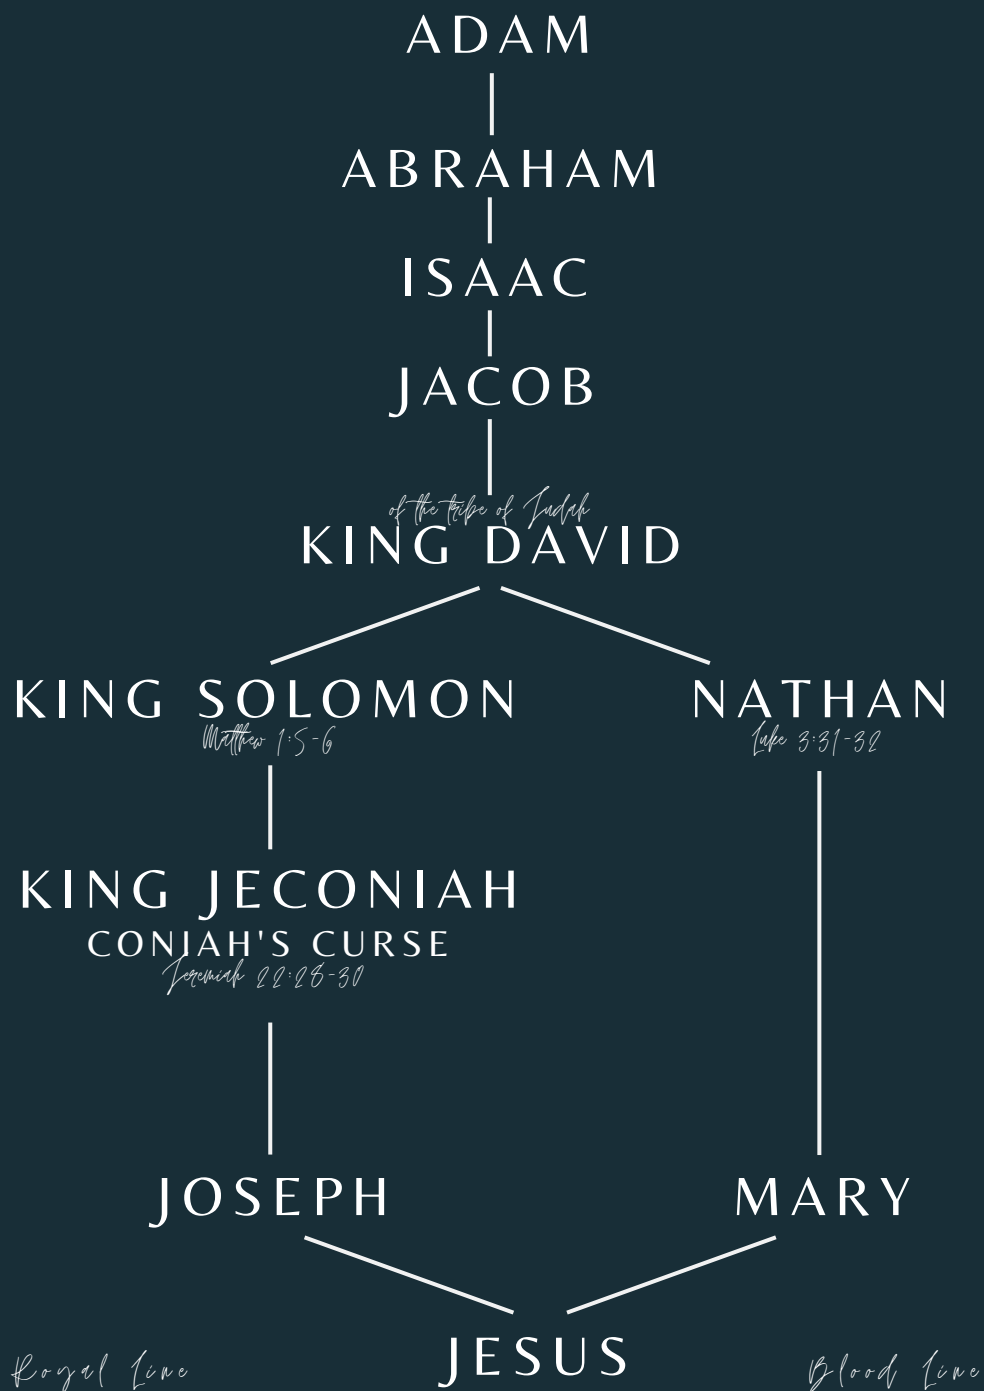 ADAM
ABRAHAM
ISAAC
JACOB
of the tribe of Judah
KING DAVID
KING SOLOMON
Matthew 1:5-6
NATHAN
Luke 3:31-32
KING JECONIAH
CONIAH'S CURSE
Jeremiah 22:28-30
JOSEPH
MARY
JESUS
Royal Line
Blood Line